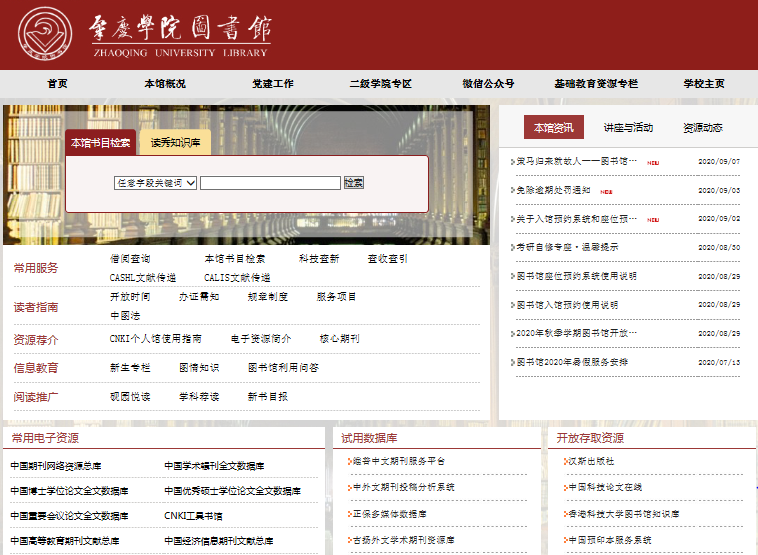 肇慶學院圖書館
ZHAOQING UNIVERSITY LIBRARY
首页 本馆概况 党建工作 二级学院专区 微信公众号 基础教育资源专栏 学校主页
本馆书目检索 读秀知识库
任意字段关键词 检索
本馆资讯 讲座与活动 资源动态
策马归来就故人——图书馆… NEW 2020/09/07
免除逾期处罚通知 NEW 2020/09/03
关于入馆预约系统和座位预… NEW 2020/09/02
考研自修专座·温馨提示 2020/08/30
图书馆座位预约系统使用说明 2020/08/29
图书馆入馆预约使用说明 2020/08/29
2020年秋季学期图书馆开放… 2020/08/29
图书馆2020年暑假服务安排 2020/07/13
常用服务
借阅查询 本馆书目检索 科技查新 查收查引
CASHL文献传递 CALIS文献传递
读者指南
开放时间 办证需知 规章制度 服务项目
中图法
资源荐介 CNKI个人馆使用指南 电子资源简介 核心期刊
信息教育 新生专栏 图情知识 图书馆利用问答
阅读推广 砚园悦读 学科荐读 新书目报
常用电子资源
中国期刊网络资源总库 中国学术辑刊全文数据库
中国博士学位论文全文数据库 中国优秀硕士学位论文全文数据库
中国重要会议论文全文数据库 CNKI工具书馆
中国高等教育期刊文献总库 中国经济信息期刊文献总库
试用数据库
维普中文期刊服务平台
中外文期刊投稿分析系统
正保多媒体数据库
古扬外文学术期刊资源库
开放存取资源
汉斯出版社
中国科技论文在线
香港科技大学图书馆知识库
中国预印本服务系统